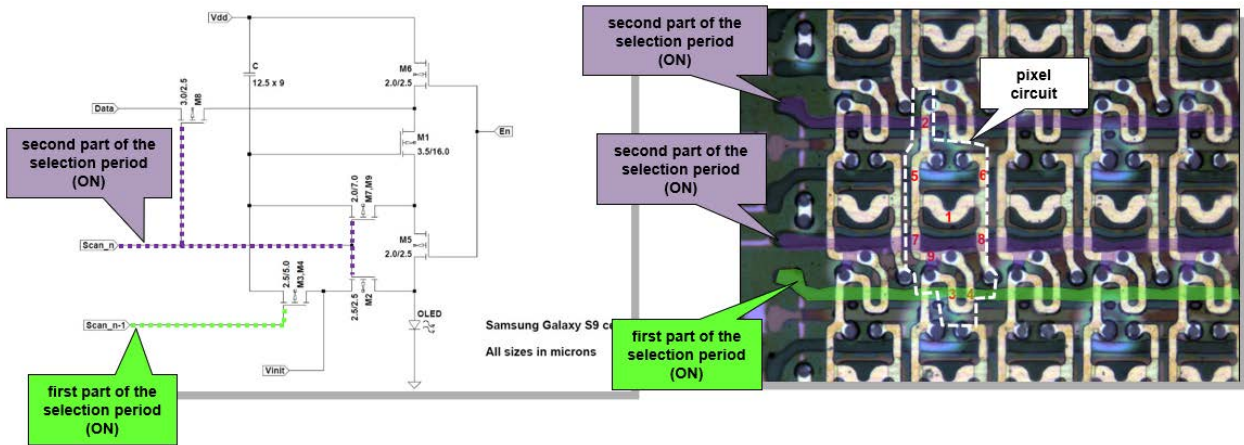 second part of the
selection period
(ON)
Vdd
C
12.5 x 9
M6
2.0/2.5
Data
3.0/2.5
M8
En
M1
3.5/16.0
second part of the
selection period
(ON)
2.0/7.0
M7,M9
Scan_n
M5
2.0/2.5
2.5/5.0
M3,M4
2.5/2.5
M2
Scan_n-1
OLED
Samsung Galaxy S9
All sizes in microns
Vinit
first part of the
selection period
(ON)
second part of the
selection period
(ON)
pixel
circuit
second part of the
selection period
(ON)
first part of the
selection period
(ON)
2
5
6
1
7
8
9
3
4